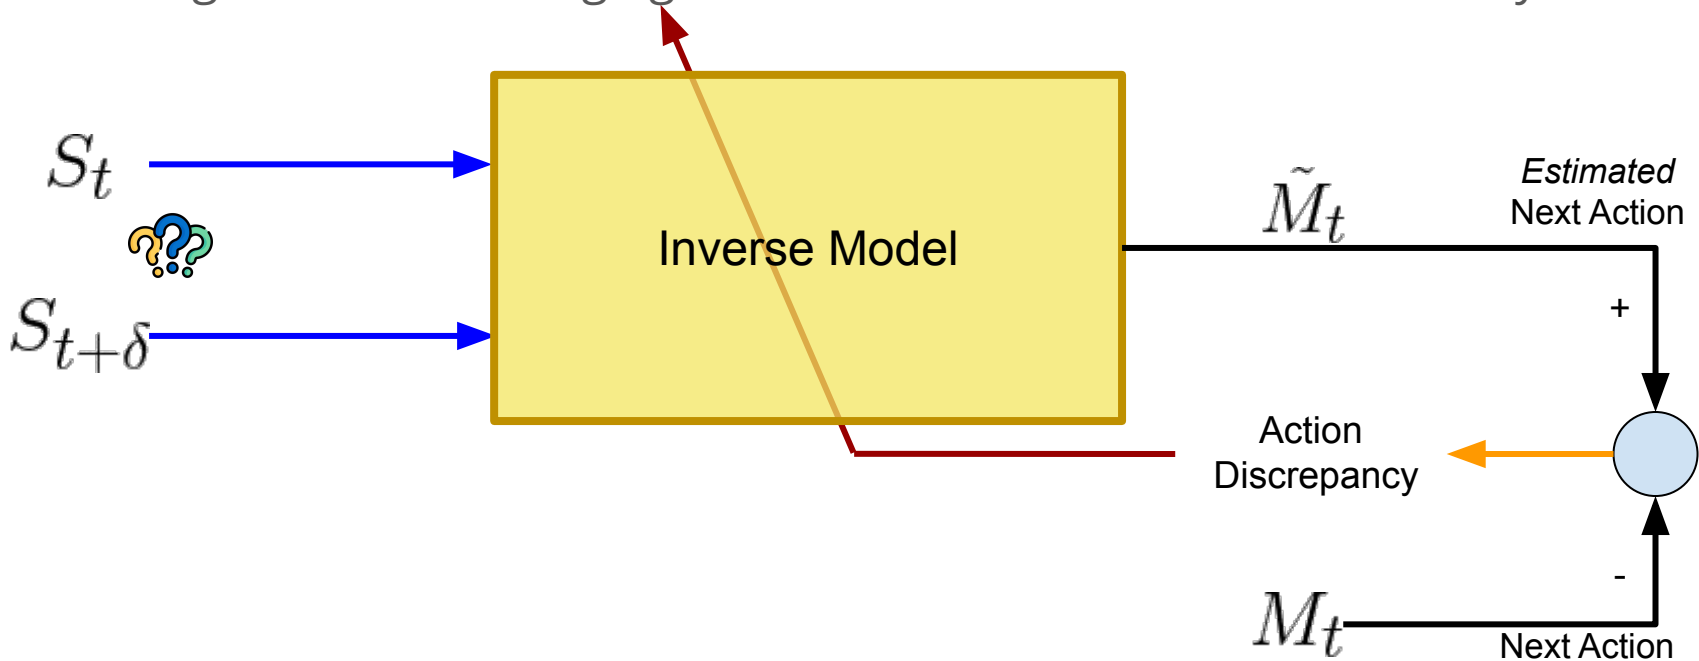 S_t
S_{t+δ}
Inverse Model
M̃_t
Estimated
Next Action
+
Action
Discrepancy
-
M_t
Next Action